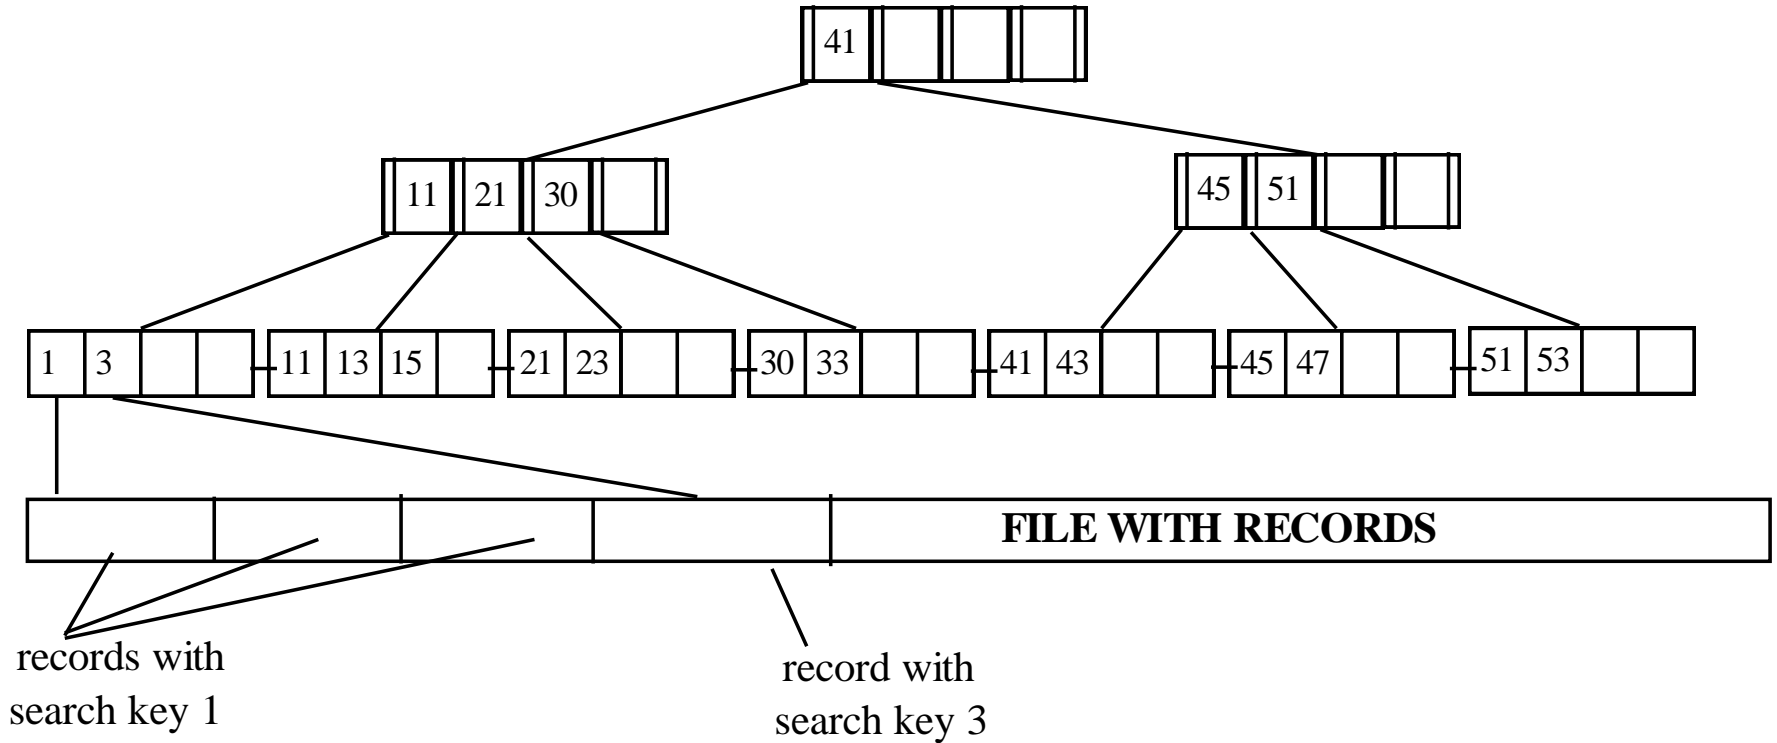 41
11 21 30
45 51
1 3
11 13 15
21 23
30 33
41 43
45 47
51 53
FILE WITH RECORDS
records with
search key 1
record with
search key 3